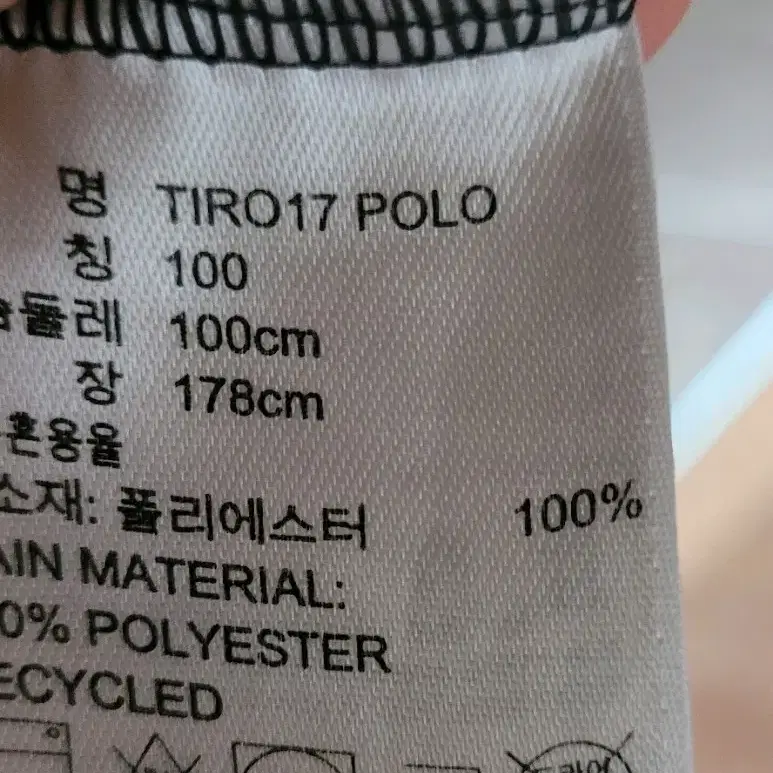 명 TIRO17 POLO
칭 100
둘레 100cm
장 178cm
혼용율
소재: 폴리에스터 100%
AIN MATERIAL:
0% POLYESTER
ECYCLED